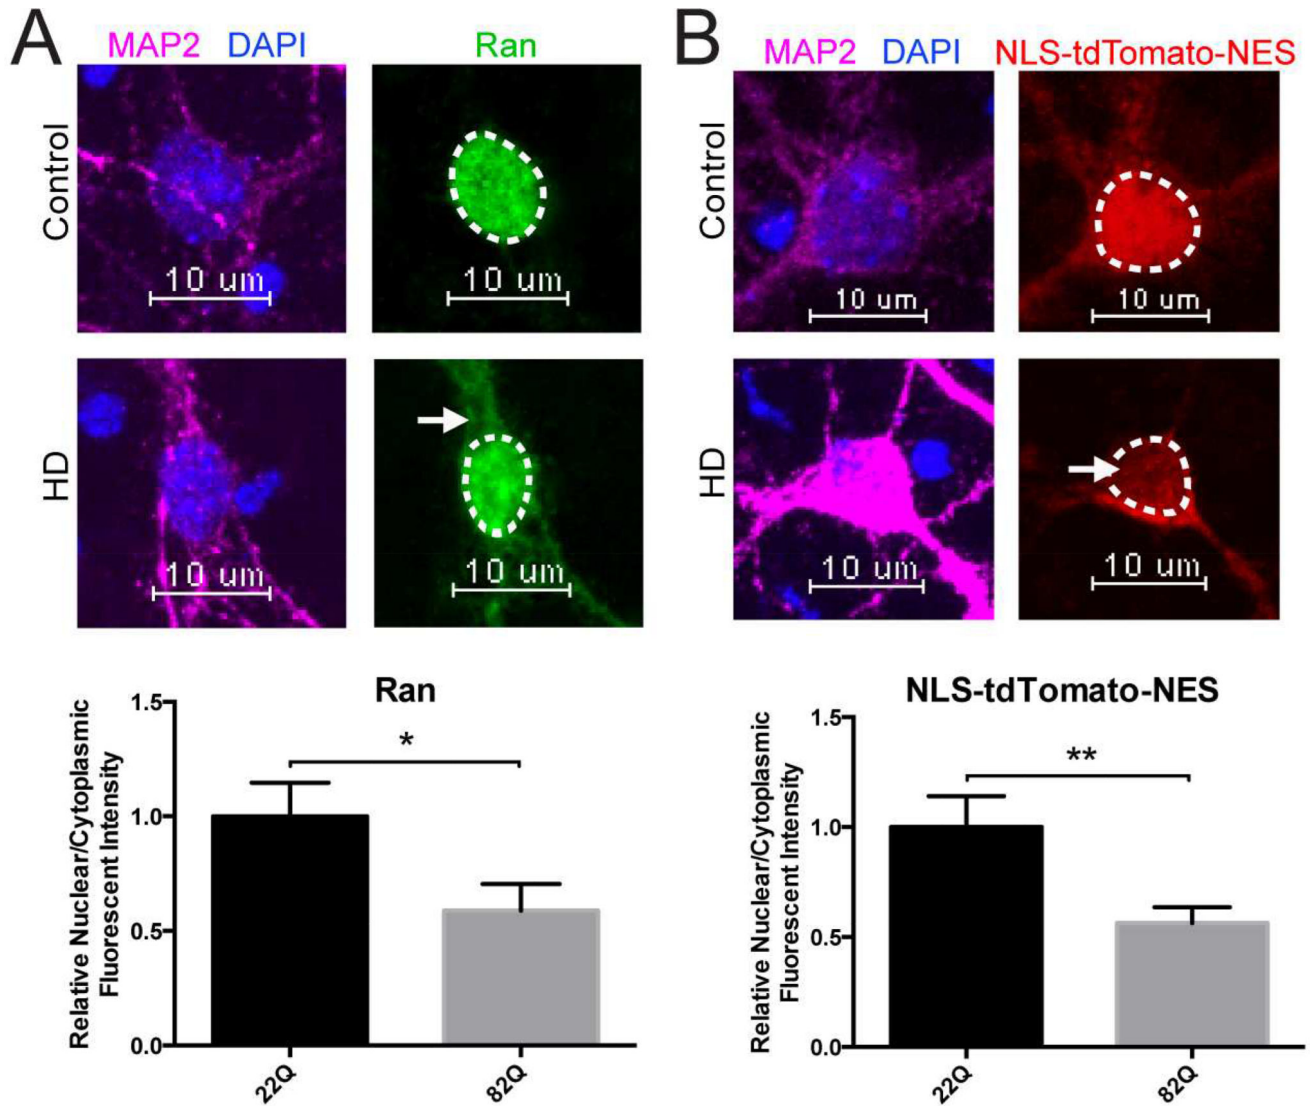 A
MAP2 DAPI
Ran
Control
10 um
10 um
HD
10 um
10 um
Ran
Relative Nuclear/Cytoplasmic
Fluorescent Intensity
1.5
1.0
0.5
0.0
*
22Q
82Q
B
MAP2 DAPI
NLS-tdTomato-NES
Control
10 um
10 um
HD
10 um
10 um
NLS-tdTomato-NES
Relative Nuclear/Cytoplasmic
Fluorescent Intensity
1.5
1.0
0.5
0.0
**
22Q
82Q